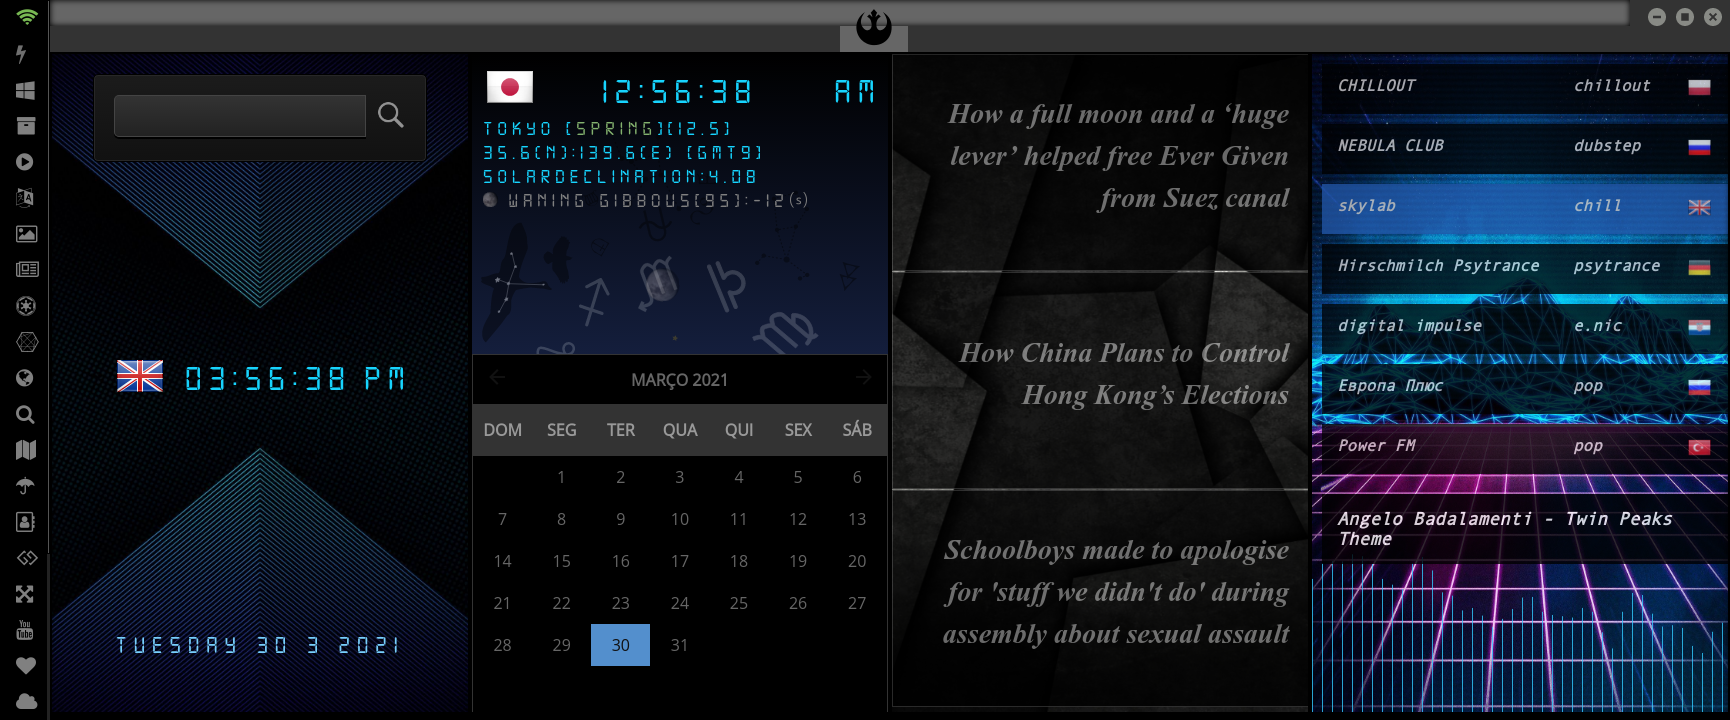 03:56:38 PM
TUESDAY 30 3 2021
12:56:38 AM
TOKYO [SPRING][12.5]
35.6(N):139.6(E) [GMT9]
SOLARDECLINATION:4.08
WANING GIBBOUS[95]:-12(s)
MARÇO 2021
DOM SEG TER QUA QUI SEX SÁB
1 2 3 4 5 6
7 8 9 10 11 12 13
14 15 16 17 18 19 20
21 22 23 24 25 26 27
28 29 30 31
How a full moon and a ‘huge
lever’ helped free Ever Given
from Suez canal
How China Plans to Control
Hong Kong’s Elections
Schoolboys made to apologise
for 'stuff we didn't do' during
assembly about sexual assault
CHILLOUT chillout
NEBULA CLUB dubstep
skylab chill
Hirschmilch Psytrance psytrance
digital impulse e.nic
Европа Плюс pop
Power FM pop
Angelo Badalamenti - Twin Peaks
Theme
You
Tube